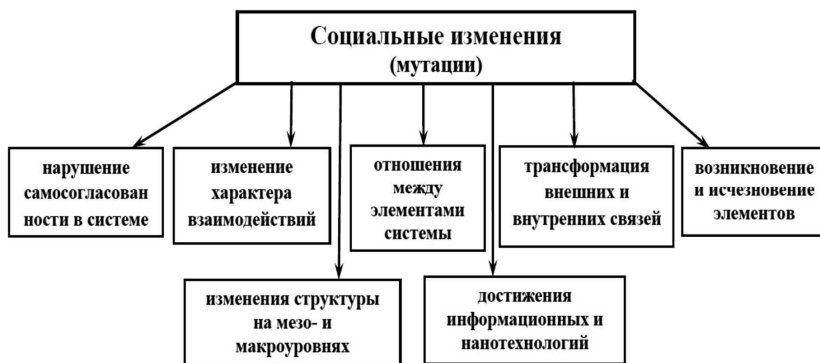 Социальные изменения
(мутации)
нарушение
самосогласован
ности в системе
изменение
характера
взаимодействий
отношения
между
элементами
системы
трансформация
внешних и
внутренних связей
возникновение
и исчезновение
элементов
изменения структуры
на мезо- и
макроуровнях
достижения
информационных и
нанотехнологий